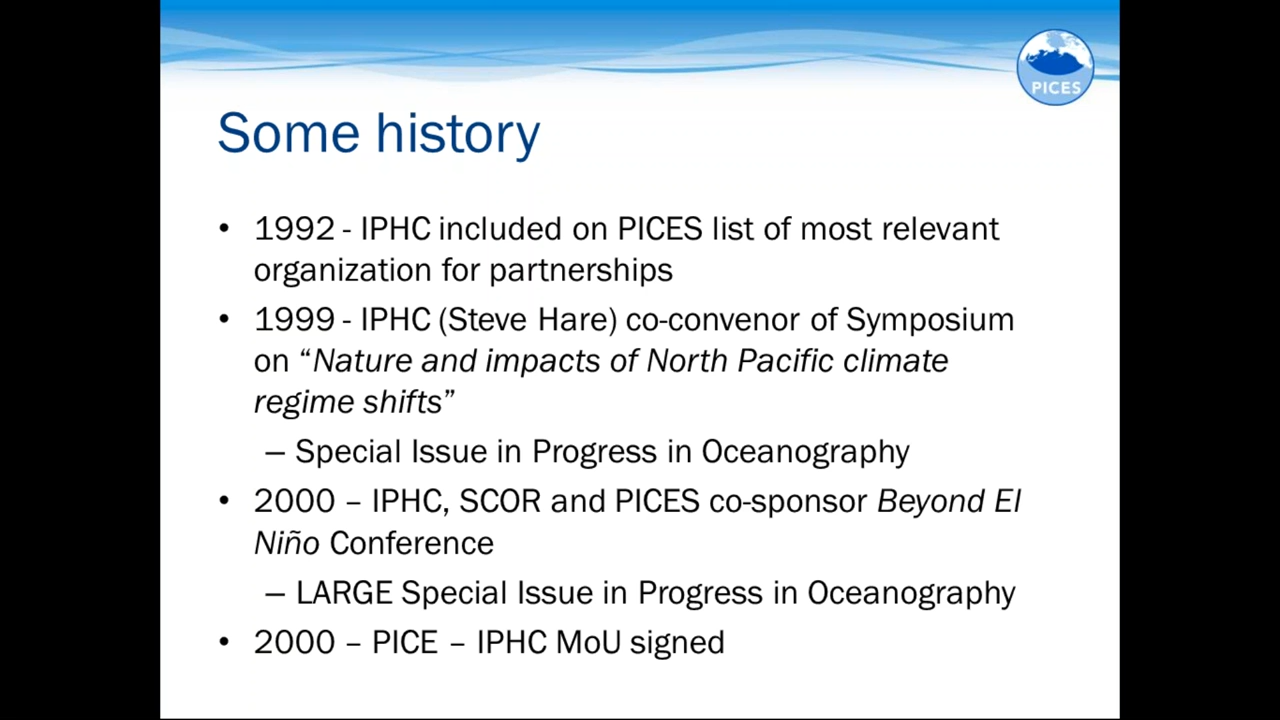 PICES
Some history
• 1992 - IPHC included on PICES list of most relevant
organization for partnerships
• 1999 - IPHC (Steve Hare) co-convenor of Symposium
on “Nature and impacts of North Pacific climate
regime shifts”
– Special Issue in Progress in Oceanography
• 2000 – IPHC, SCOR and PICES co-sponsor Beyond El
Niño Conference
– LARGE Special Issue in Progress in Oceanography
• 2000 – PICE – IPHC MoU signed